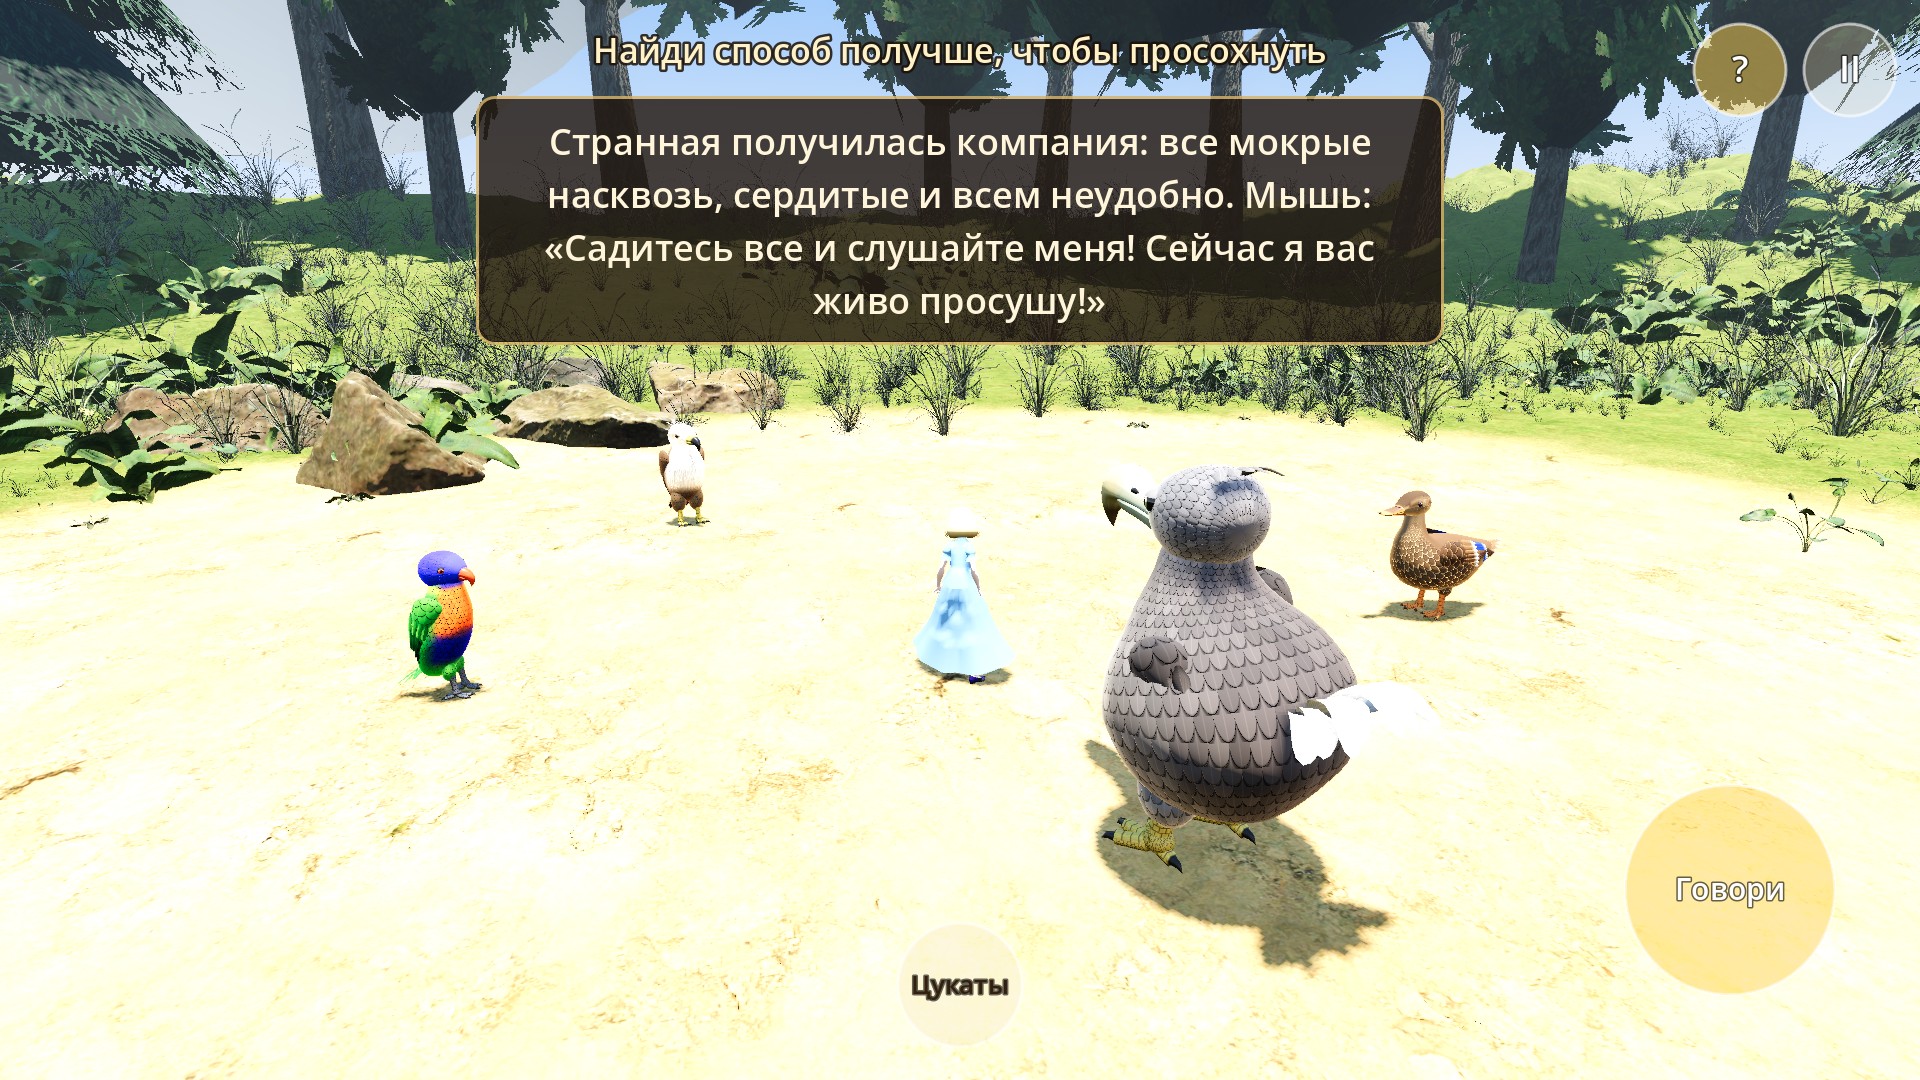 Найди способ получше, чтобы просохнуть
?
Странная получилась компания: все мокрые
насквозь, сердитые и всем неудобно. Мышь:
«Садитесь все и слушайте меня! Сейчас я вас
живо просушу!»
Говори
Цукаты